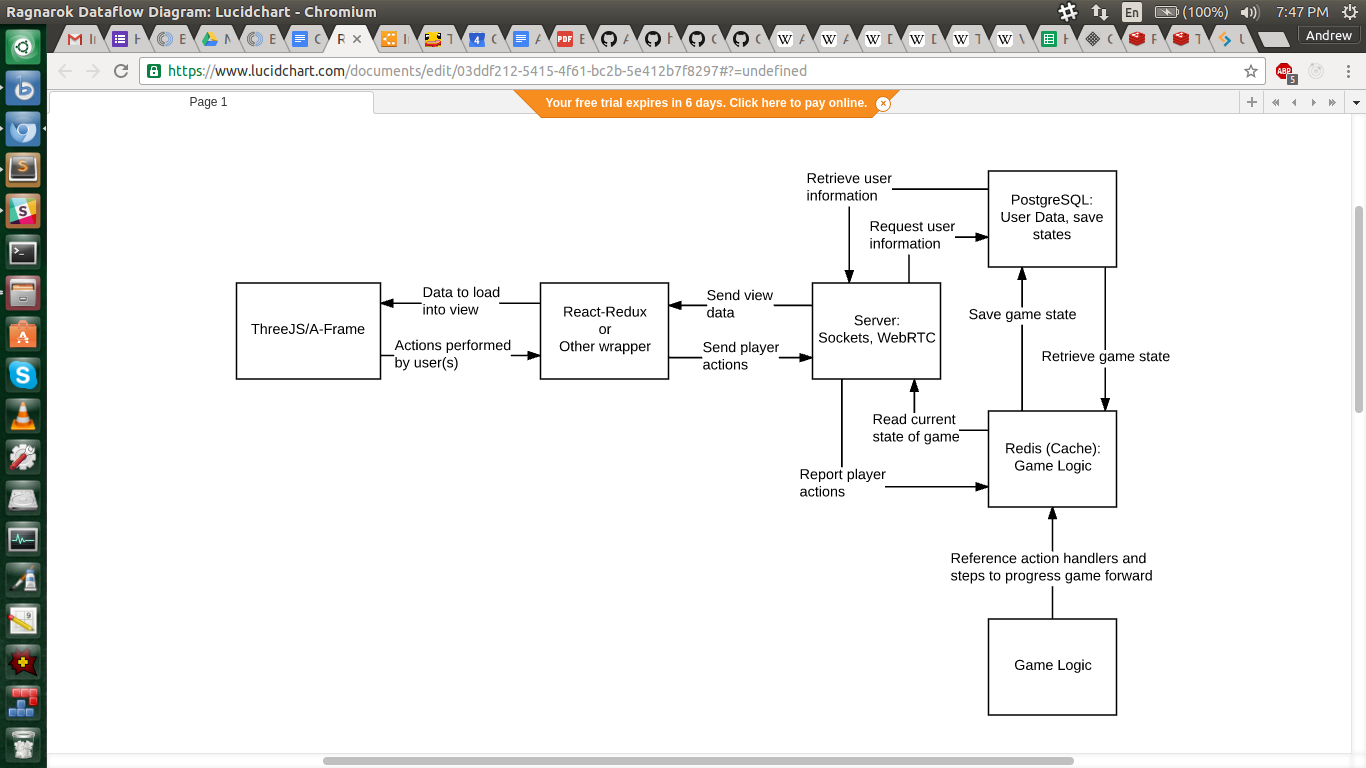 Ragnarok Dataflow Diagram: Lucidchart - Chromium
En
(100%)
7:47 PM
Andrew
https://www.lucidchart.com/documents/edit/03ddf212-5415-4f61-bc2b-5e412b7f8297#?=undefined
ABP
5
Page 1
Your free trial expires in 6 days. Click here to pay online.
Retrieve user
information
PostgreSQL:
User Data, save
states
Request user
information
Data to load
into view
Send view
data
ThreeJS/A-Frame
React-Redux
or
Other wrapper
Server:
Sockets, WebRTC
Save game state
Actions performed
by user(s)
Send player
actions
Retrieve game state
Read current
state of game
Redis (Cache):
Game Logic
Report player
actions
Reference action handlers and
steps to progress game forward
Game Logic